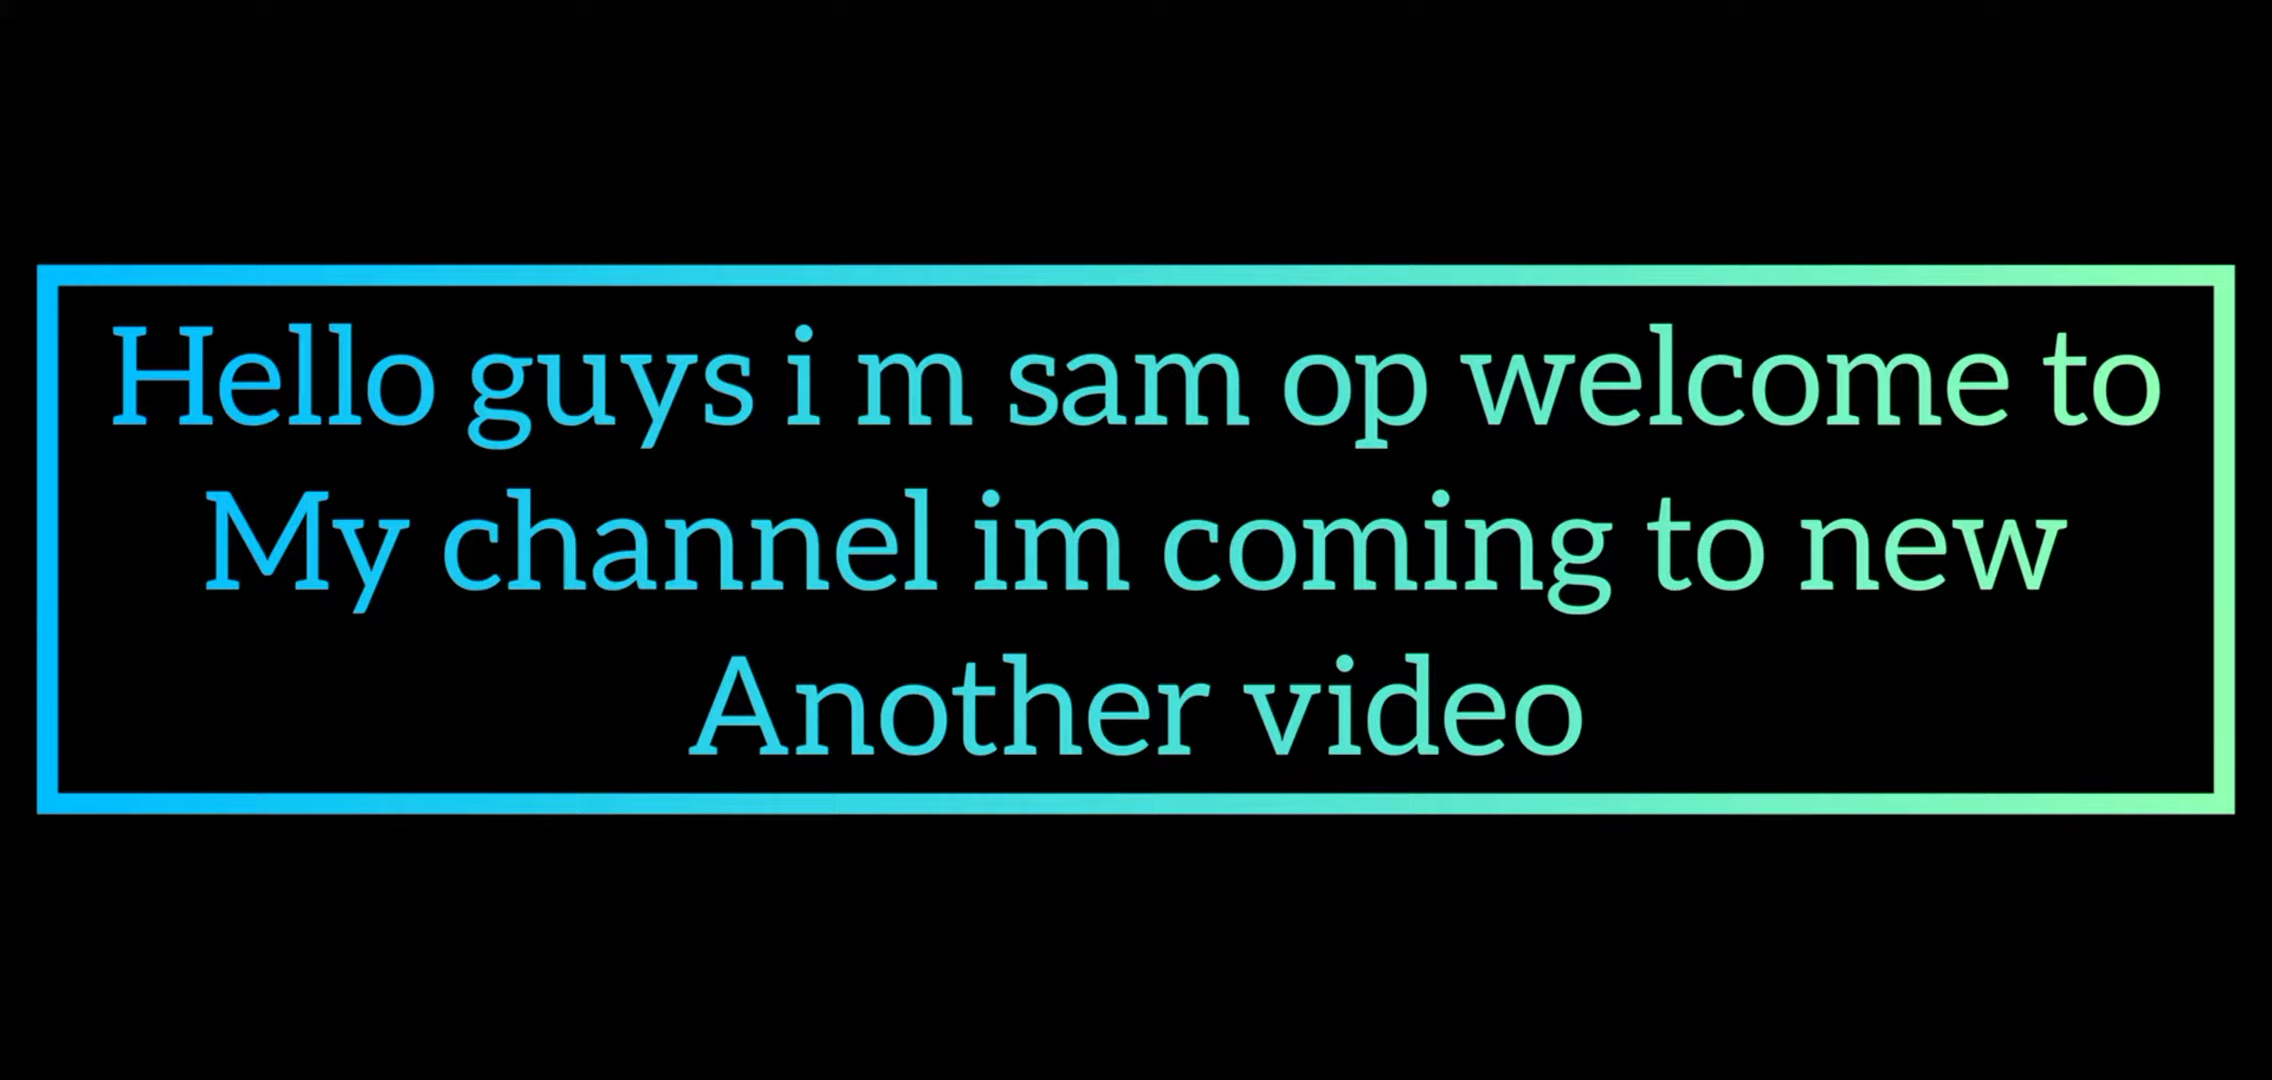 Hello guys i m sam op welcome to
My channel im coming to new
Another video